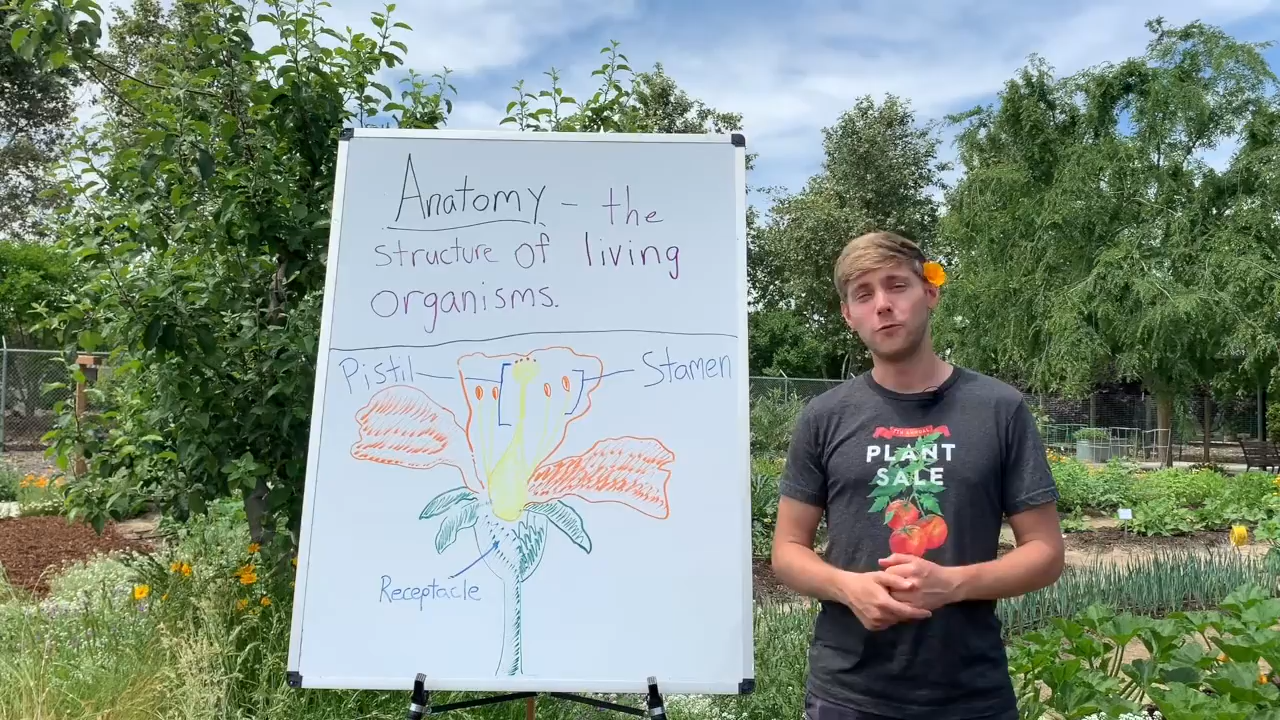 Anatomy - the
structure of living
organisms.
Pistil
Stamen
Receptacle
PLANT
SALE